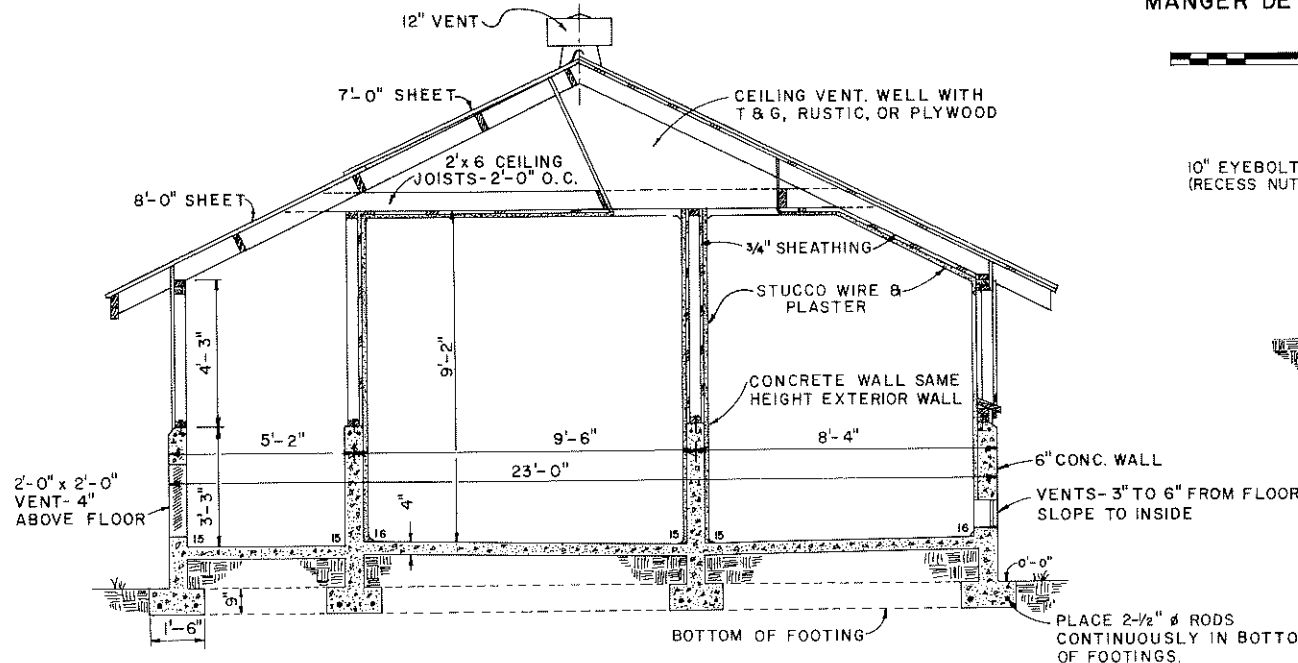 MANGER DE
12" VENT
7'-0" SHEET
CEILING VENT. WELL WITH
T & G, RUSTIC, OR PLYWOOD
2"x 6 CEILING
JOISTS-2'-0" O.C.
10" EYEBOLT
(RECESS NUT
8'-0" SHEET
3/4" SHEATHING
STUCCO WIRE &
PLASTER
4'-3"
9'-2"
CONCRETE WALL SAME
HEIGHT EXTERIOR WALL
5'-2"
9'-6"
8'-4"
23'-0"
6" CONC. WALL
2'-0" x 2'-0"
VENT-4"
ABOVE FLOOR
3'-3"
4"
VENTS-3" TO 6" FROM FLOOR
SLOPE TO INSIDE
15
15
16
15
16
0'-0"
9"
1'-6"
BOTTOM OF FOOTING
PLACE 2-1/2" ø RODS
CONTINUOUSLY IN BOTTO
OF FOOTINGS.